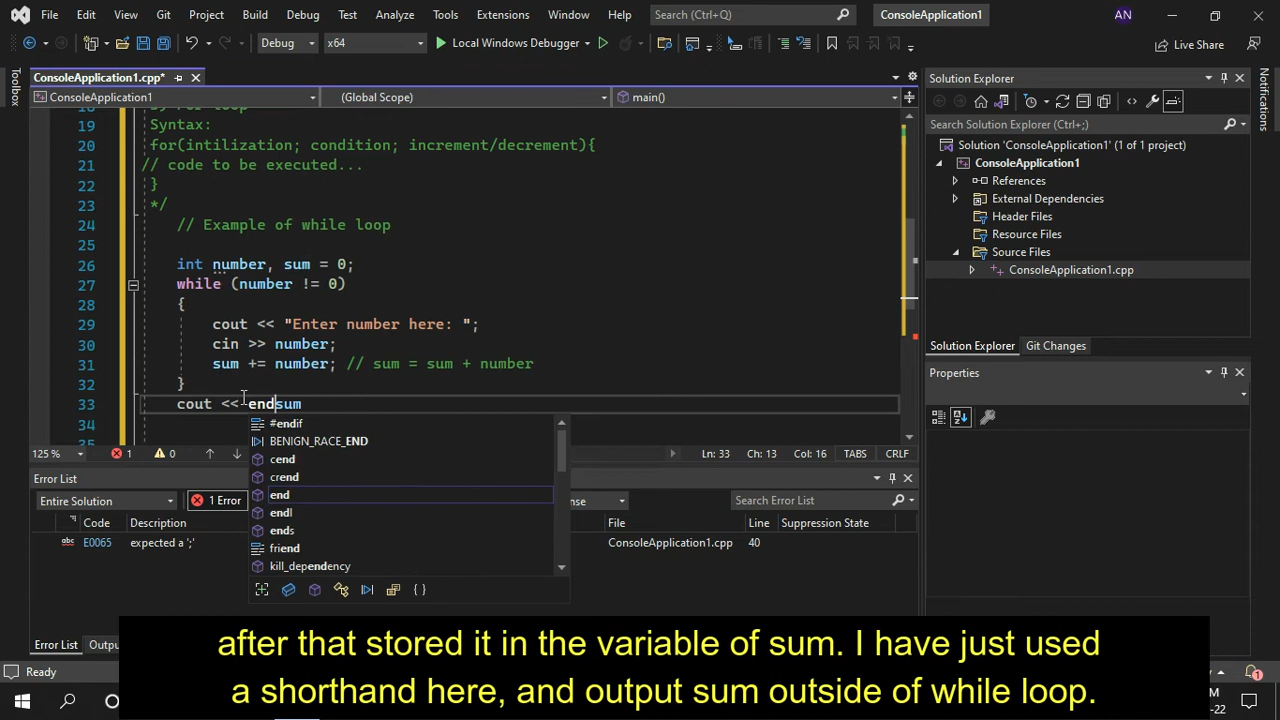 File Edit View Git Project Build Debug Test Analyze Tools Extensions Window Help Search (Ctrl+Q) ConsoleApplication1 AN
Debug x64 Local Windows Debugger Live Share
Toolbox
ConsoleApplication1.cpp*
ConsoleApplication1 (Global Scope) main()
19 Syntax:
20 for(intilization; condition; increment/decrement){
21 // code to be executed...
22 }
23 */
24 // Example of while loop
25
26 int number, sum = 0;
27 while (number != 0)
28 {
29 cout << "Enter number here: ";
30 cin >> number;
31 sum += number; // sum = sum + number
32 }
33 cout << endsum
34
#endif
BENIGN_RACE_END
cend
crend
end
endl
ends
friend
kill_dependency
125 % 1 0 Ln: 33 Ch: 13 Col: 16 TABS CRLF
Error List
Entire Solution 1 Error Search Error List
Code Description File Line Suppression State
abc E0065 expected a ';' ConsoleApplication1.cpp 40
Error List
Ready
Solution Explorer
Search Solution Explorer (Ctrl+;)
Solution 'ConsoleApplication1' (1 of 1 project)
ConsoleApplication1
References
External Dependencies
Header Files
Resource Files
Source Files
ConsoleApplication1.cpp
Solution Explorer Git Changes
Properties
Notifications
after that stored it in the variable of sum. I have just used
a shorthand here, and output sum outside of while loop.